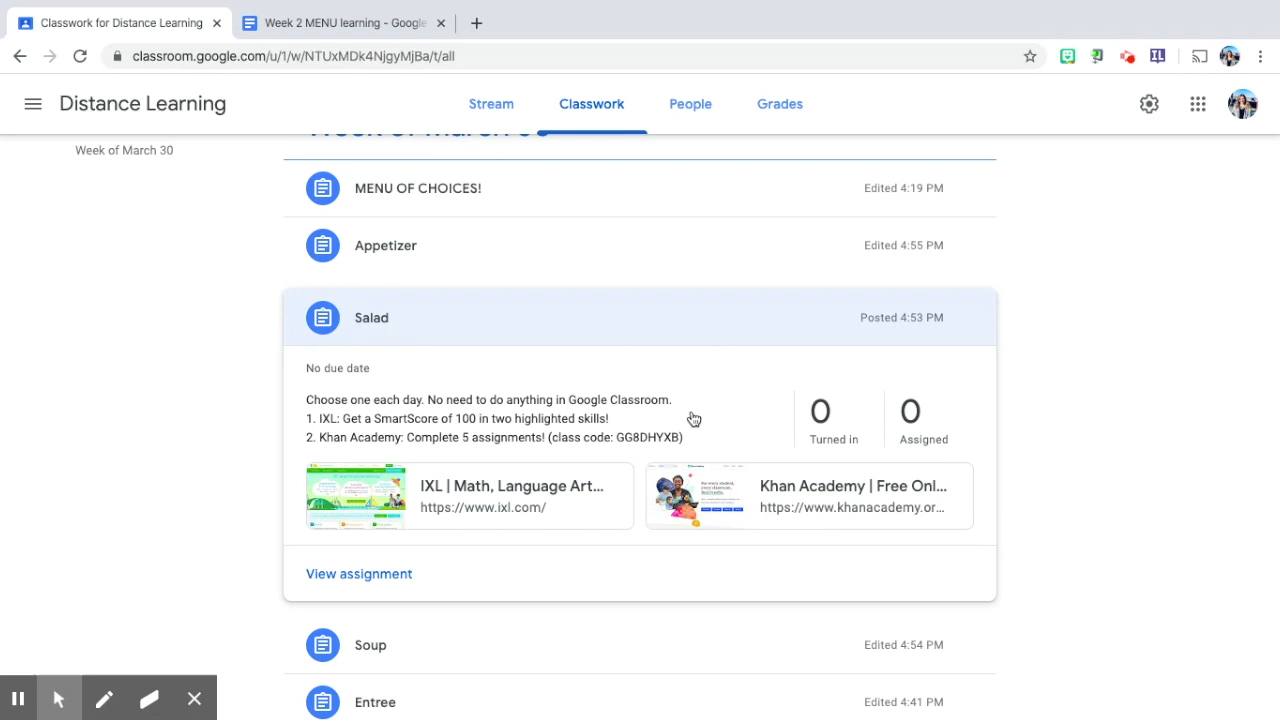 Classwork for Distance Learning
Week 2 MENU learning - Google
classroom.google.com/u/1/w/NTUxMDk4NjgyMjBa/t/all
IL
Distance Learning
Stream
Classwork
People
Grades
Week of March 30
MENU OF CHOICES!
Edited 4:19 PM
Appetizer
Edited 4:55 PM
Salad
Posted 4:53 PM
No due date
Choose one each day. No need to do anything in Google Classroom.
1. IXL: Get a SmartScore of 100 in two highlighted skills!
2. Khan Academy: Complete 5 assignments! (class code: GG8DHYXB)
0
Turned in
0
Assigned
IXL | Math, Language Art...
https://www.ixl.com/
Khan Academy | Free Onl...
https://www.khanacademy.or...
View assignment
Soup
Edited 4:54 PM
Entree
Edited 4:41 PM